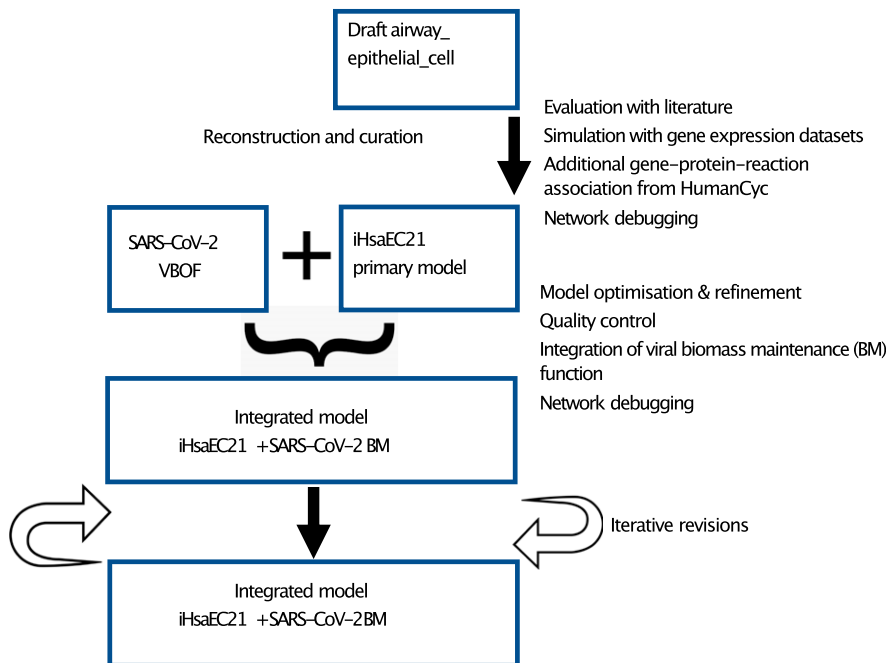 Draft airway_
epithelial_cell
Reconstruction and curation
Evaluation with literature
Simulation with gene expression datasets
Additional gene–protein–reaction
association from HumanCyc
Network debugging
SARS–CoV–2
VBOF
+
iHsaEC21
primary model
Model optimisation & refinement
Quality control
Integration of viral biomass maintenance (BM)
function
Network debugging
Integrated model
iHsaEC21 +SARS–CoV–2 BM
Iterative revisions
Integrated model
iHsaEC21 +SARS–CoV–2BM